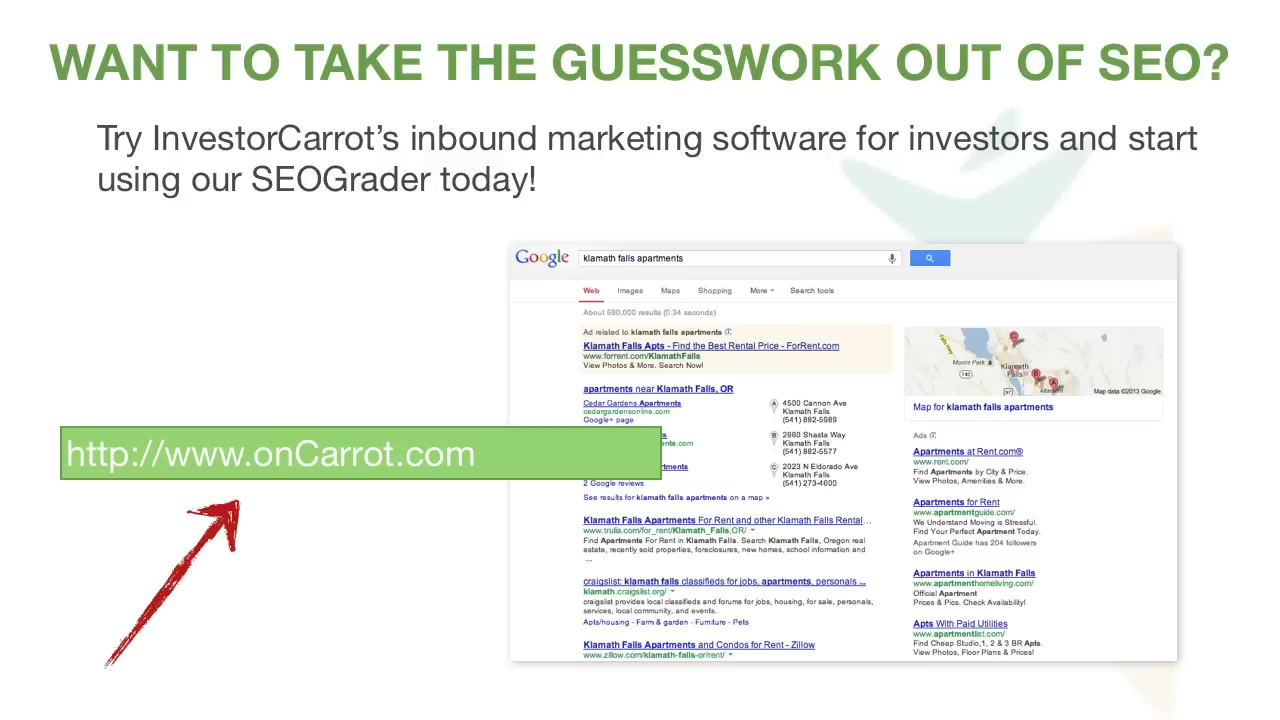 WANT TO TAKE THE GUESSWORK OUT OF SEO?
Try InvestorCarrot's inbound marketing software for investors and start
using our SEOGrader today!
Google
klamath falls apartments
Web Images Maps Shopping More Search tools
About 590,000 results (0.34 seconds)
Ad related to klamath falls apartments
Klamath Falls Apts - Find the Best Rental Price - ForRent.com
www.forrent.com/KlamathFalls
View Photos & More. Search Now!
apartments near Klamath Falls, OR
Cedar Gardens Apartments
cedargardensonline.com
Google+ page
A 4500 Cannon Ave
Klamath Falls
(541) 882-5989
B 2660 Shasta Way
Klamath Falls
(541) 882-5577
C 2023 N Eldorado Ave
Klamath Falls
(541) 273-4600
2 Google reviews
See results for klamath falls apartments on a map »
http://www.onCarrot.com
Klamath Falls Apartments For Rent and other Klamath Falls Rental...
www.trulia.com/for_rent/Klamath_Falls,OR/
Find Apartments For Rent in Klamath Falls. Search Klamath Falls, Oregon real
estate, recently sold properties, foreclosures, new homes, school information and
...
craigslist: klamath falls classifieds for jobs, apartments, personals ...
klamath.craigslist.org/
craigslist provides local classifieds and forums for jobs, housing, for sale, personals,
services, local community, and events.
Apts/housing - Farm & garden - Furniture - Pets
Klamath Falls Apartments and Condos for Rent - Zillow
www.zillow.com/klamath-falls-or/rent/
Moore Park
140
Klamath
Falls
97
Altamont
Map data ©2013 Google
Map for klamath falls apartments
Ads
Apartments at Rent.com®
www.rent.com/
Find Apartments by City & Price.
View Photos, Amenities & More.
Apartments for Rent
www.apartmentguide.com/
We Understand Moving is Stressful.
Find Your Perfect Apartment Today.
Apartment Guide has 204 followers
on Google+
Apartments in Klamath Falls
www.apartmenthomeliving.com/
Official Apartment
Prices & Pics. Check Availability!
Apts With Paid Utilities
www.apartmentlist.com/
Find Cheap Studio,1, 2 & 3 BR Apts.
View Photos, Floor Plans & Prices!